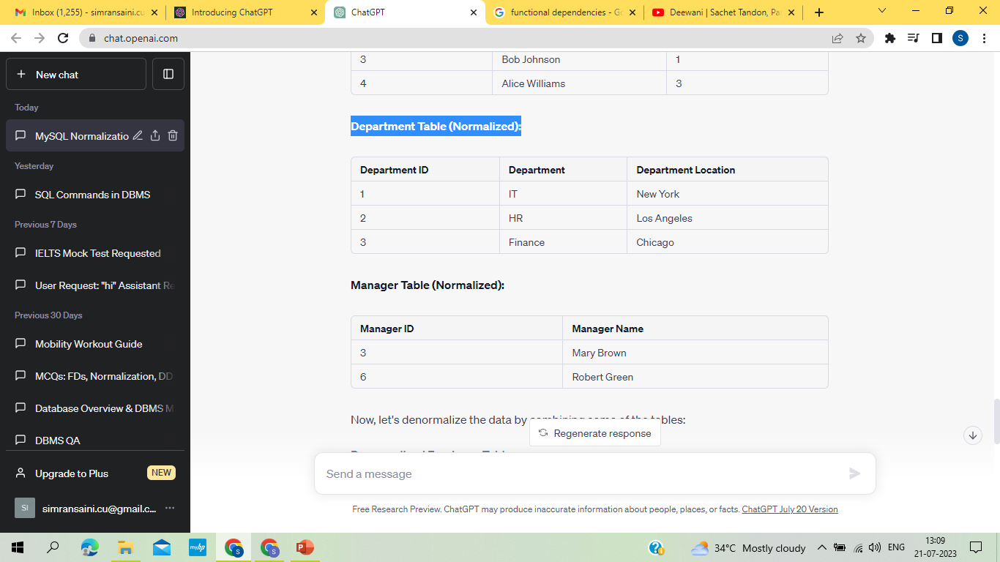 Inbox (1,255) - simransaini.cu
Introducing ChatGPT
ChatGPT
functional dependencies - G
Deewani | Sachet Tandon, Pa
chat.openai.com
New chat
Today
MySQL Normalizatio
Yesterday
SQL Commands in DBMS
Previous 7 Days
IELTS Mock Test Requested
User Request: "hi" Assistant Re
Previous 30 Days
Mobility Workout Guide
MCQs: FDs, Normalization, DD
Database Overview & DBMS M
DBMS QA
Upgrade to Plus NEW
SI simransaini.cu@gmail.c...
3 Bob Johnson 1
4 Alice Williams 3
Department Table (Normalized):
Department ID Department Department Location
1 IT New York
2 HR Los Angeles
3 Finance Chicago
Manager Table (Normalized):
Manager ID Manager Name
3 Mary Brown
6 Robert Green
Now, let's denormalize the data by combining some of the tables:
Regenerate response
Send a message
Free Research Preview. ChatGPT may produce inaccurate information about people, places, or facts. ChatGPT July 20 Version
34°C Mostly cloudy
ENG
13:09
21-07-2023